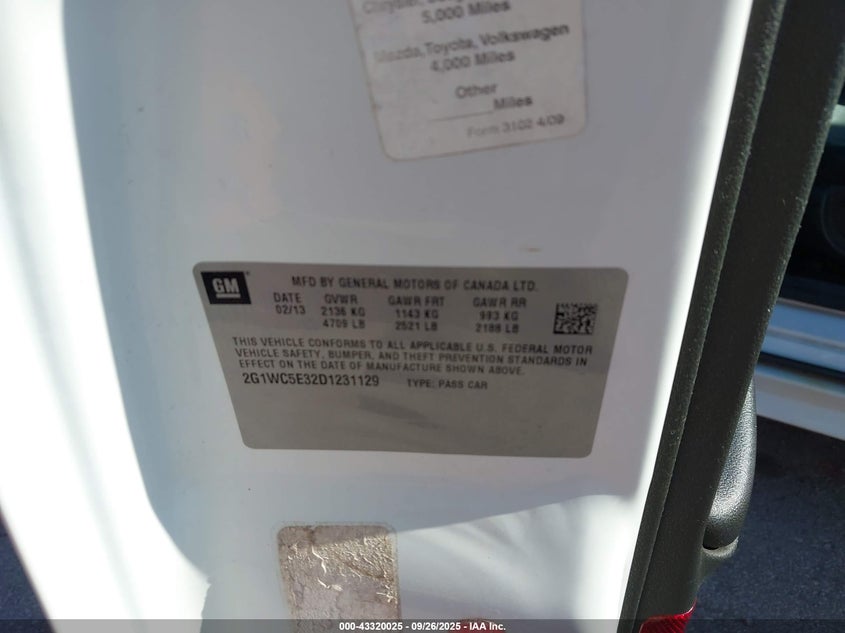 5,000 Miles
Mazda, Toyota, Volkswagen
4,000 Miles
Other
Miles
Form 3102 4/09
GM
MFD BY GENERAL MOTORS OF CANADA LTD.
DATE GVWR GAWR FRT GAWR RR
02/13 2136 KG 1143 KG 993 KG
4709 LB 2521 LB 2188 LB
THIS VEHICLE CONFORMS TO ALL APPLICABLE U.S. FEDERAL MOTOR
VEHICLE SAFETY, BUMPER, AND THEFT PREVENTION STANDARDS IN
EFFECT ON THE DATE OF MANUFACTURE SHOWN ABOVE.
2G1WC5E32D1231129 TYPE: PASS CAR
000-43320025 - 09/26/2025 - IAA Inc.